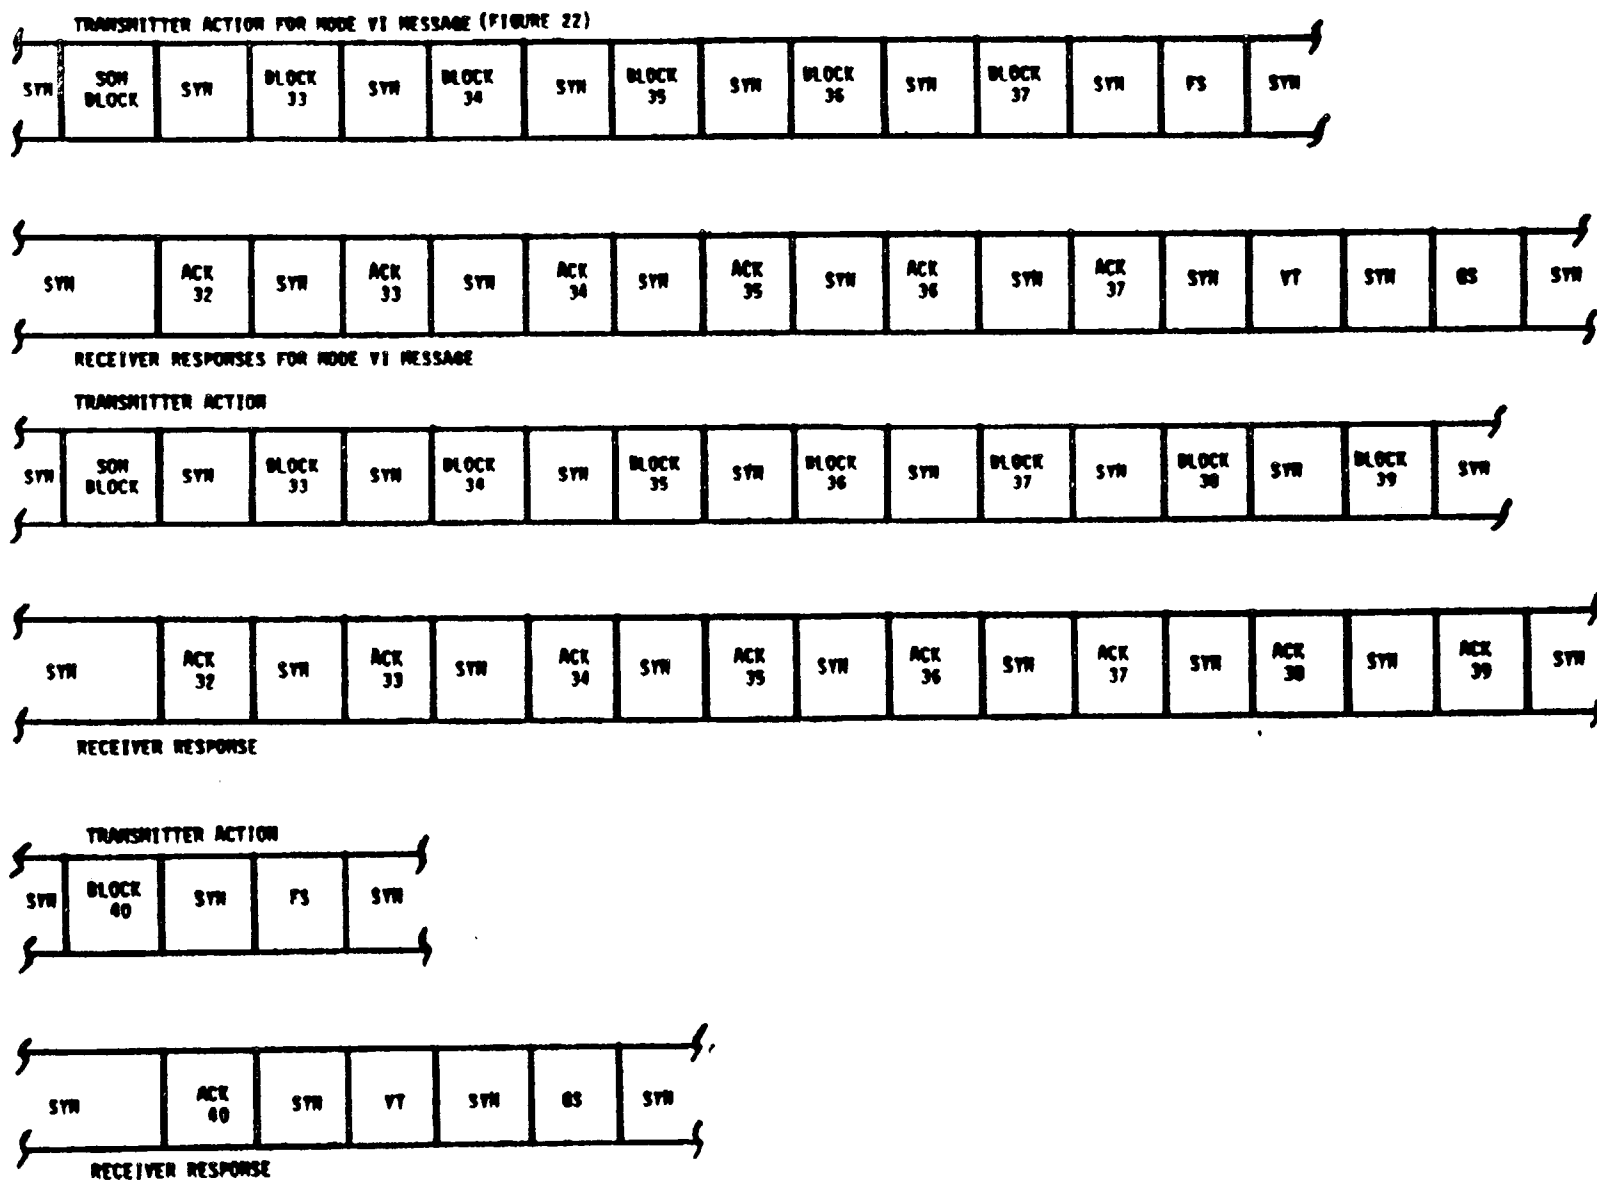 TRANSMITTER ACTION FOR MODE VI MESSAGE (FIGURE 22)
SYN SOM BLOCK SYN BLOCK 33 SYN BLOCK 34 SYN BLOCK 35 SYN BLOCK 36 SYN BLOCK 37 SYN FS SYN
SYN ACK 32 SYN ACK 33 SYN ACK 34 SYN ACK 35 SYN ACK 36 SYN ACK 37 SYN VT SYN GS SYN
RECEIVER RESPONSES FOR MODE VI MESSAGE
TRANSMITTER ACTION
SYN SOM BLOCK SYN BLOCK 33 SYN BLOCK 34 SYN BLOCK 35 SYN BLOCK 36 SYN BLOCK 37 SYN BLOCK 38 SYN BLOCK 39 SYN
SYN ACK 32 SYN ACK 33 SYN ACK 34 SYN ACK 35 SYN ACK 36 SYN ACK 37 SYN ACK 38 SYN ACK 39 SYN
RECEIVER RESPONSE
TRANSMITTER ACTION
SYN BLOCK 40 SYN FS SYN
SYN ACK 40 SYN VT SYN GS SYN
RECEIVER RESPONSE